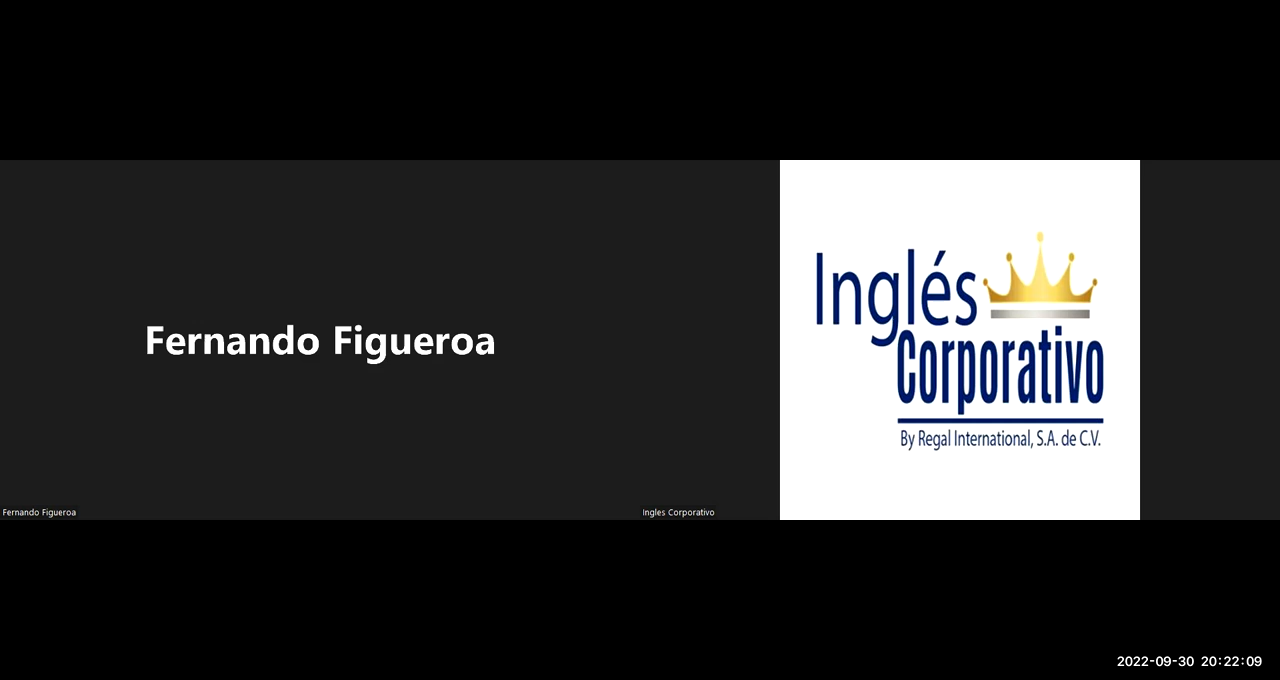 Fernando Figueroa
Fernando Figueroa
Inglés
Corporativo
By Regal International, S.A. de C.V.
Ingles Corporativo
2022-09-30 20:22:09